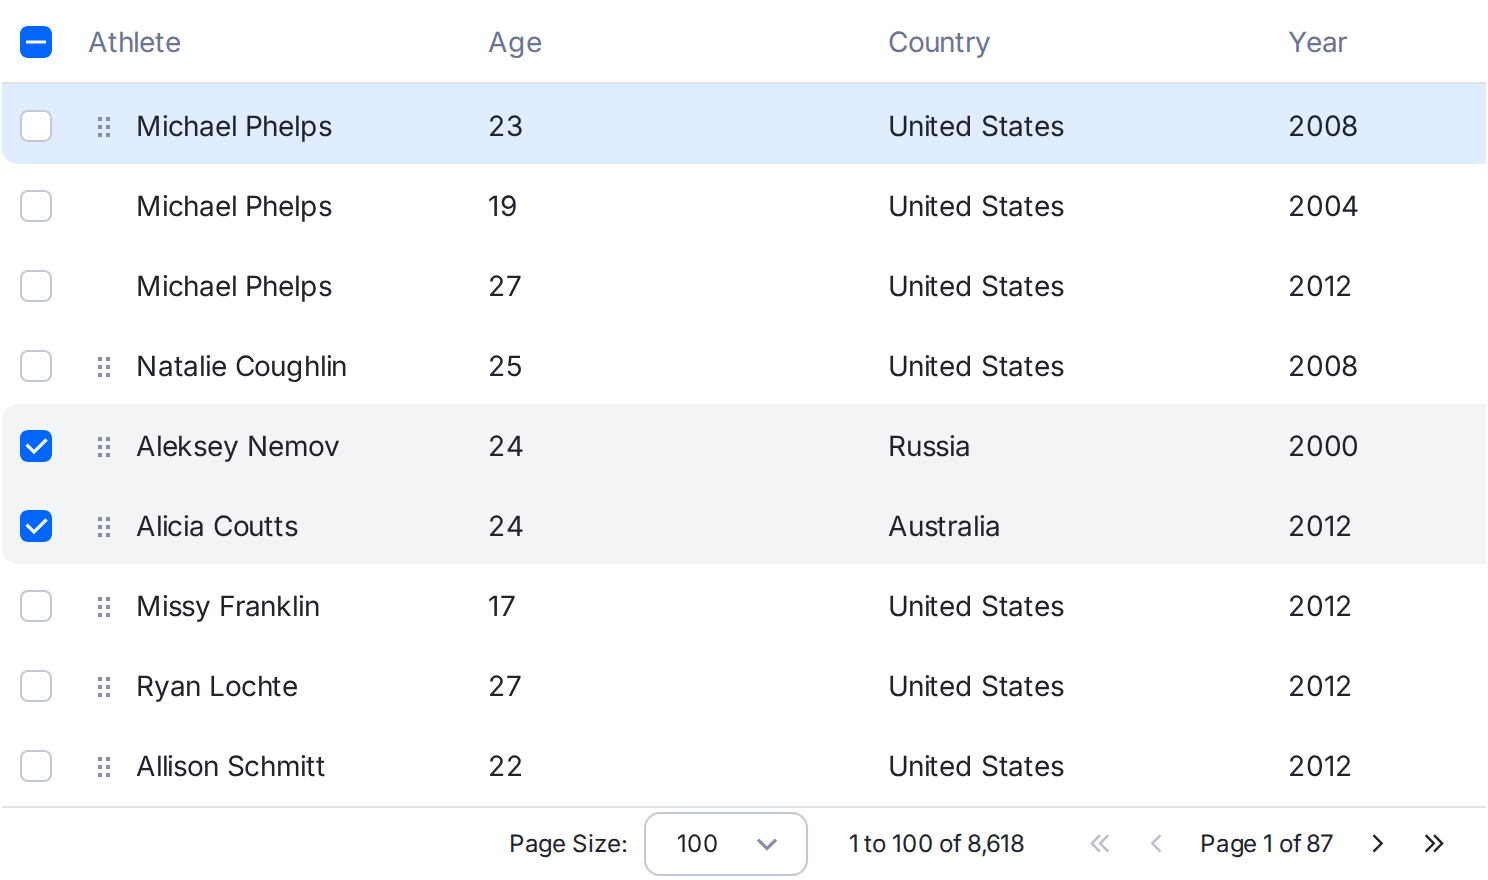 Athlete Age Country Year
Michael Phelps 23 United States 2008
Michael Phelps 19 United States 2004
Michael Phelps 27 United States 2012
Natalie Coughlin 25 United States 2008
Aleksey Nemov 24 Russia 2000
Alicia Coutts 24 Australia 2012
Missy Franklin 17 United States 2012
Ryan Lochte 27 United States 2012
Allison Schmitt 22 United States 2012
Page Size: 100 1 to 100 of 8,618 Page 1 of 87